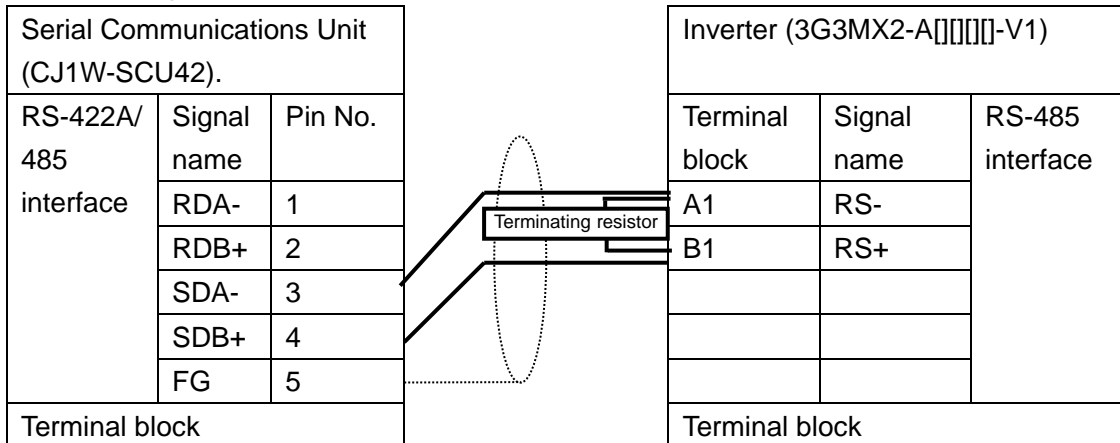 Serial Communications Unit
(CJ1W-SCU42).
RS-422A/
485
interface
Signal
name
Pin No.
RDA-
1
RDB+
2
SDA-
3
SDB+
4
FG
5
Terminal block
Terminating resistor
Inverter (3G3MX2-A[][][][]-V1)
Terminal
block
Signal
name
RS-485
interface
A1
RS-
B1
RS+
Terminal block